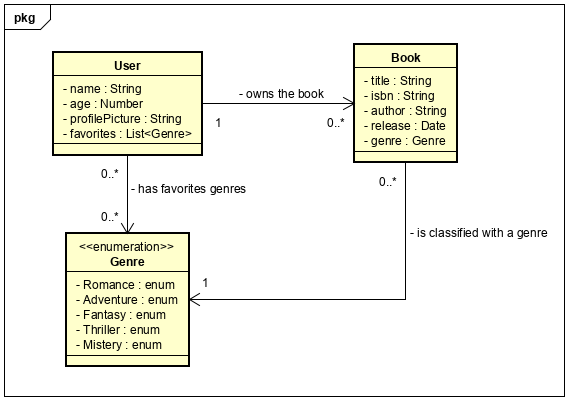 pkg
User
- name : String
- age : Number
- profilePicture : String
- favorites : List<Genre>
- owns the book
1
0..*
Book
- title : String
- isbn : String
- author : String
- release : Date
- genre : Genre
0..*
- has favorites genres
0..*
0..*
- is classified with a genre
1
<<enumeration>>
Genre
- Romance : enum
- Adventure : enum
- Fantasy : enum
- Thriller : enum
- Mistery : enum